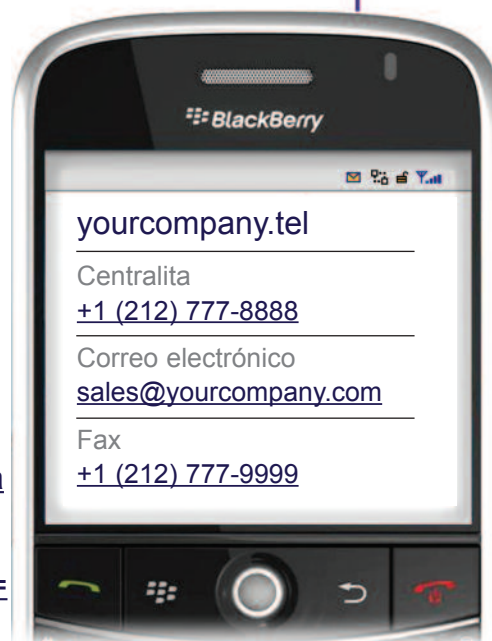 BlackBerry
yourcompany.tel
Centralita
+1 (212) 777-8888
Correo electrónico
sales@yourcompany.com
Fax
+1 (212) 777-9999
a